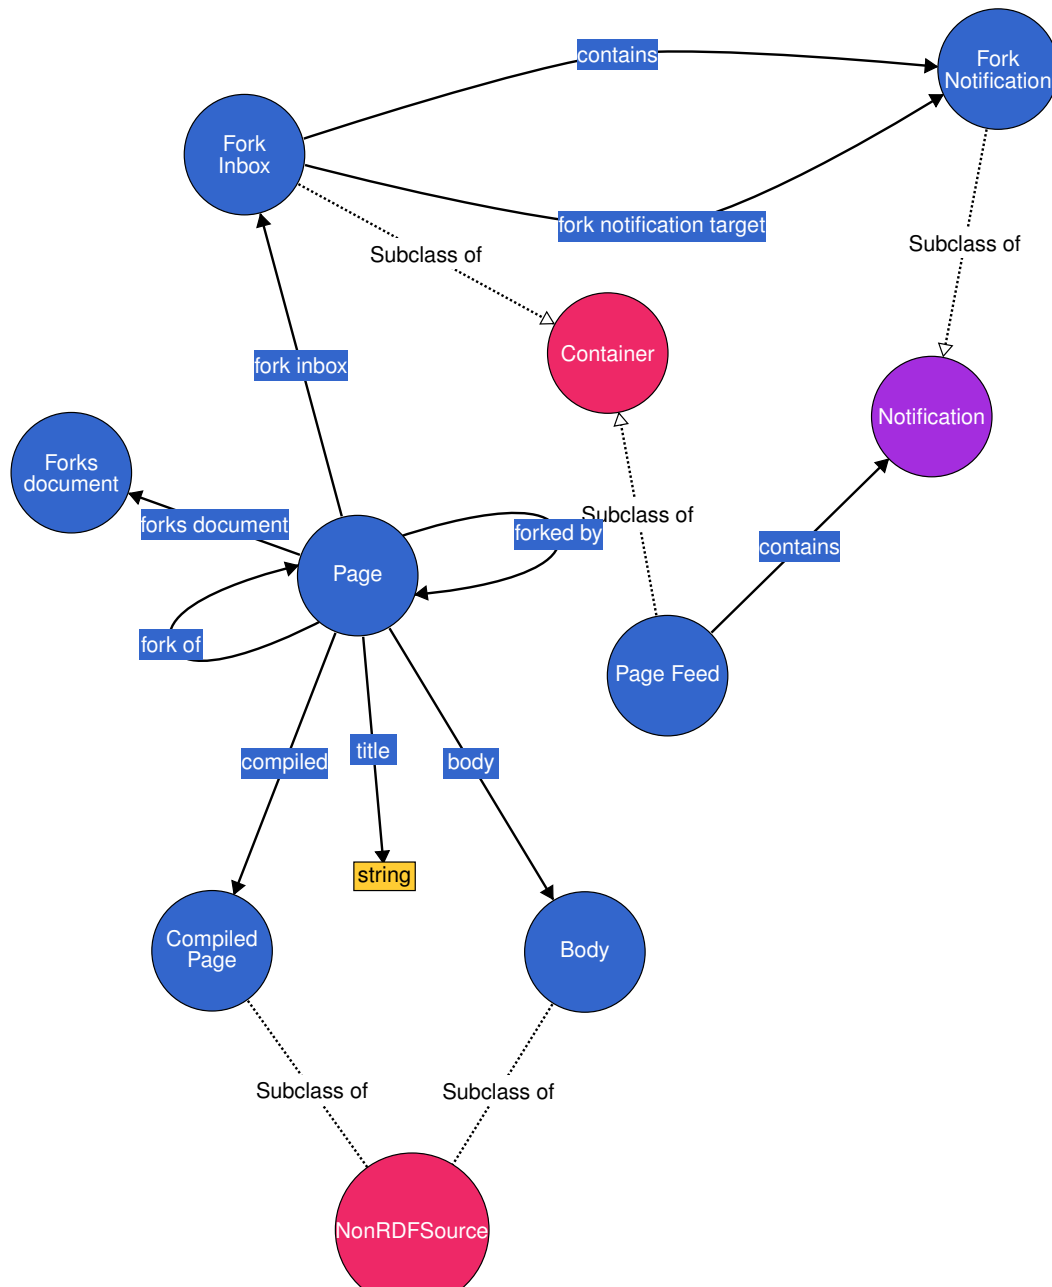 contains
Fork
Notification
Fork
Inbox
fork notification target
Subclass of
Subclass of
Container
fork inbox
Notification
Forks
document
forks document
Subclass of
forked by
contains
Page
fork of
Page Feed
compiled
title
body
string
Compiled
Page
Body
Subclass of
Subclass of
NonRDFSource